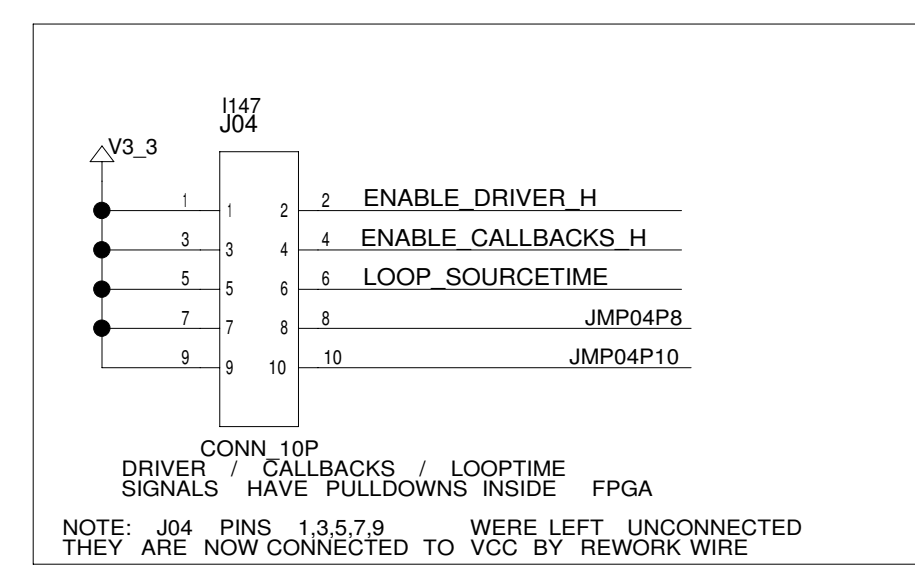 I147
J04
V3_3
1 1 2 2 ENABLE_DRIVER_H
3 3 4 4 ENABLE_CALLBACKS_H
5 5 6 6 LOOP_SOURCETIME
7 7 8 8 JMP04P8
9 9 10 10 JMP04P10
CONN_10P
DRIVER / CALLBACKS / LOOPTIME
SIGNALS HAVE PULLDOWNS INSIDE FPGA
NOTE: J04 PINS 1,3,5,7,9 WERE LEFT UNCONNECTED
THEY ARE NOW CONNECTED TO VCC BY REWORK WIRE